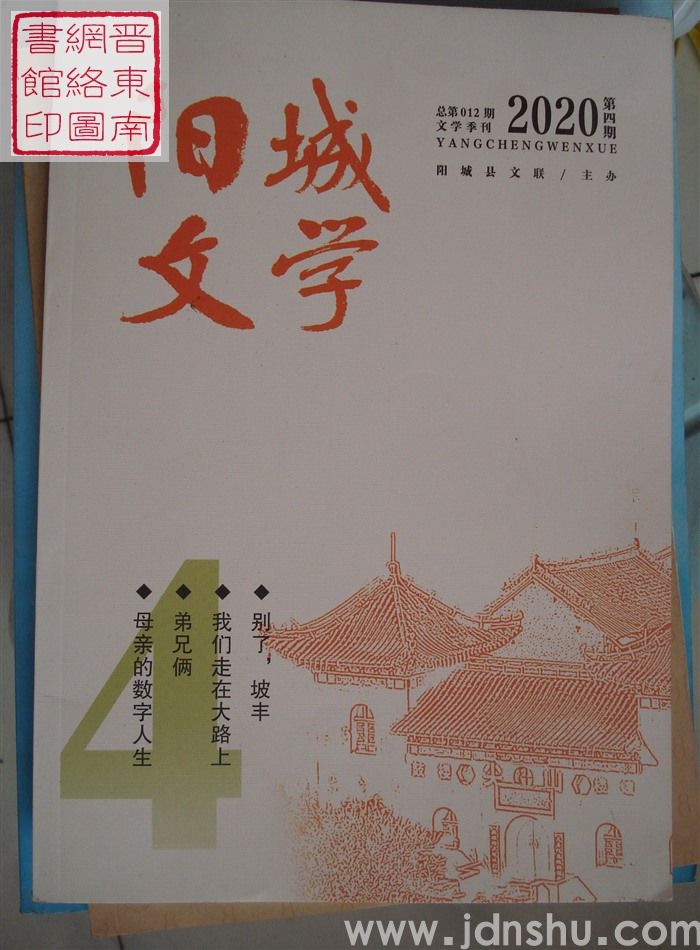 晋東南
網絡圖
書館印
阳城
文学
总第012期
文学季刊
2020
第四期
YANGCHENGWENXUE
阳城县文联/主办
4
◆别了，坡丰
◆我们走在大路上
◆弟兄俩
◆母亲的数字人生
www.jdnshu.com